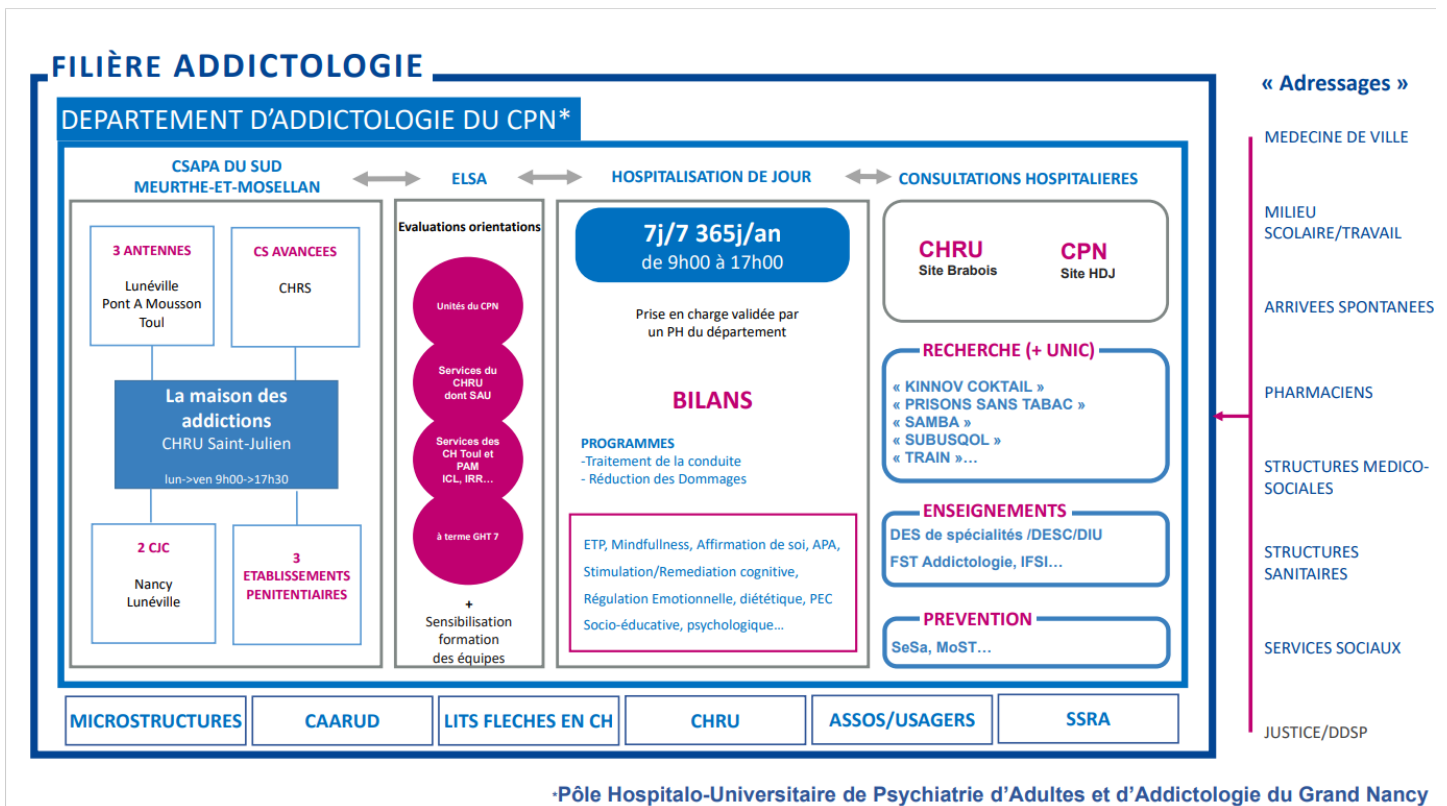 FILIÈRE ADDICTOLOGIE
DEPARTEMENT D'ADDICTOLOGIE DU CPN*
CSAPA DU SUD
MEURTHE-ET-MOSELLAN
3 ANTENNES
Lunéville
Pont A Mousson
Toul
CS AVANCEES
CHRS
La maison des
addictions
CHRU Saint-Julien
lun->ven 9h00->17h30
2 CJC
Nancy
Lunéville
3
ETABLISSEMENTS
PENITENTIAIRES
ELSA
Evaluations orientations
Unités du CPN
Services du
CHRU
dont SAU
Services des
CH Toul et
PAM
ICL, IRR…
à terme GHT 7
+
Sensibilisation
formation
des équipes
HOSPITALISATION DE JOUR
7j/7 365j/an
de 9h00 à 17h00
Prise en charge validée par
un PH du département
BILANS
PROGRAMMES
-Traitement de la conduite
- Réduction des Dommages
ETP, Mindfullness, Affirmation de soi, APA,
Stimulation/Remediation cognitive,
Régulation Emotionnelle, diététique, PEC
Socio-éducative, psychologique…
CONSULTATIONS HOSPITALIERES
CHRU
Site Brabois
CPN
Site HDJ
RECHERCHE (+ UNIC)
« KINNOV COKTAIL »
« PRISONS SANS TABAC »
« SAMBA »
« SUBUSQOL »
« TRAIN »…
ENSEIGNEMENTS
DES de spécialités /DESC/DIU
FST Addictologie, IFSI…
PREVENTION
SeSa, MoST…
MICROSTRUCTURES
CAARUD
LITS FLECHES EN CH
CHRU
ASSOS/USAGERS
SSRA
« Adressages »
MEDECINE DE VILLE
MILIEU
SCOLAIRE/TRAVAIL
ARRIVEES SPONTANEES
PHARMACIENS
STRUCTURES MEDICO-
SOCIALES
STRUCTURES
SANITAIRES
SERVICES SOCIAUX
JUSTICE/DDSP
*Pôle Hospitalo-Universitaire de Psychiatrie d'Adultes et d'Addictologie du Grand Nancy